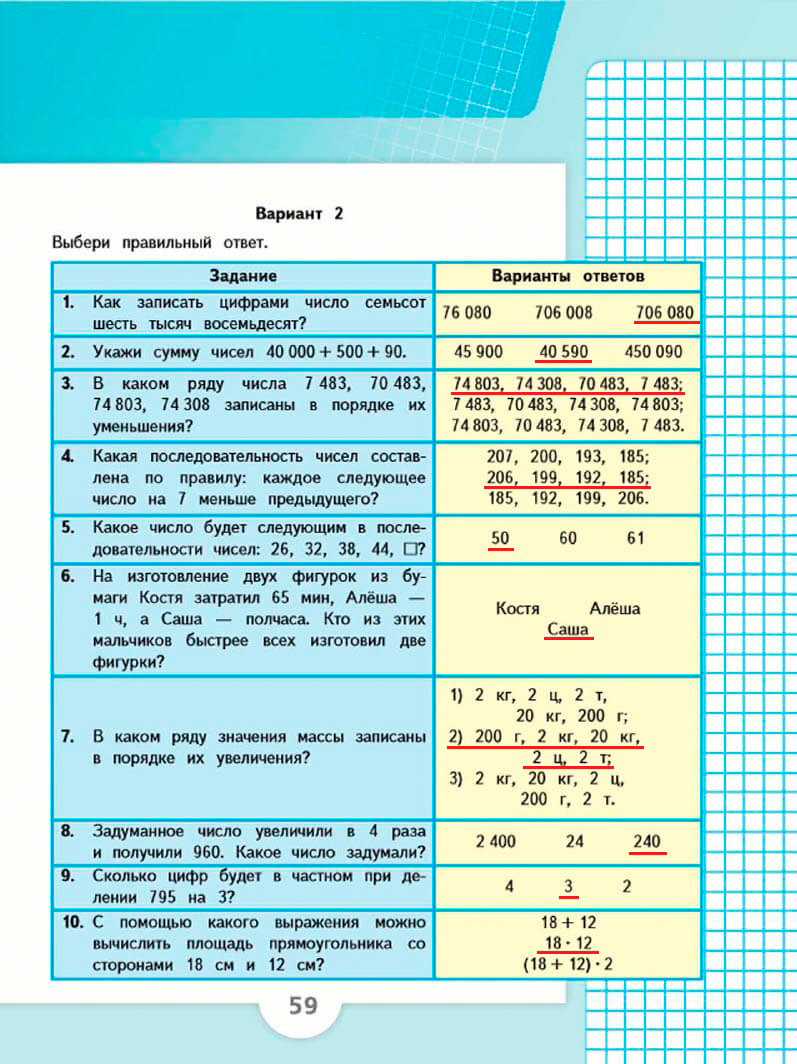 Вариант 2
Выбери правильный ответ.
Задание
Варианты ответов
1. Как записать цифрами число семьсот
шесть тысяч восемьдесят?
76 080 706 008 706 080
2. Укажи сумму чисел 40 000 + 500 + 90.
45 900 40 590 450 090
3. В каком ряду числа 7 483, 70 483,
74 803, 74 308 записаны в порядке их
уменьшения?
74 803, 74 308, 70 483, 7 483;
7 483, 70 483, 74 308, 74 803;
74 803, 70 483, 74 308, 7 483.
4. Какая последовательность чисел состав-
лена по правилу: каждое следующее
число на 7 меньше предыдущего?
207, 200, 193, 185;
206, 199, 192, 185;
185, 192, 199, 206.
5. Какое число будет следующим в после-
довательности чисел: 26, 32, 38, 44, □?
50 60 61
6. На изготовление двух фигурок из бу-
маги Костя затратил 65 мин, Алёша —
1 ч, а Саша — полчаса. Кто из этих
мальчиков быстрее всех изготовил две
фигурки?
Костя Алёша
Саша
7. В каком ряду значения массы записаны
в порядке их увеличения?
1) 2 кг, 2 ц, 2 т,
20 кг, 200 г;
2) 200 г, 2 кг, 20 кг,
2 ц, 2 т;
3) 2 кг, 20 кг, 2 ц,
200 г, 2 т.
8. Задуманное число увеличили в 4 раза
и получили 960. Какое число задумали?
2 400 24 240
9. Сколько цифр будет в частном при де-
лении 795 на 3?
4 3 2
10. С помощью какого выражения можно
вычислить площадь прямоугольника со
сторонами 18 см и 12 см?
18 + 12
18 · 12
(18 + 12) · 2
59